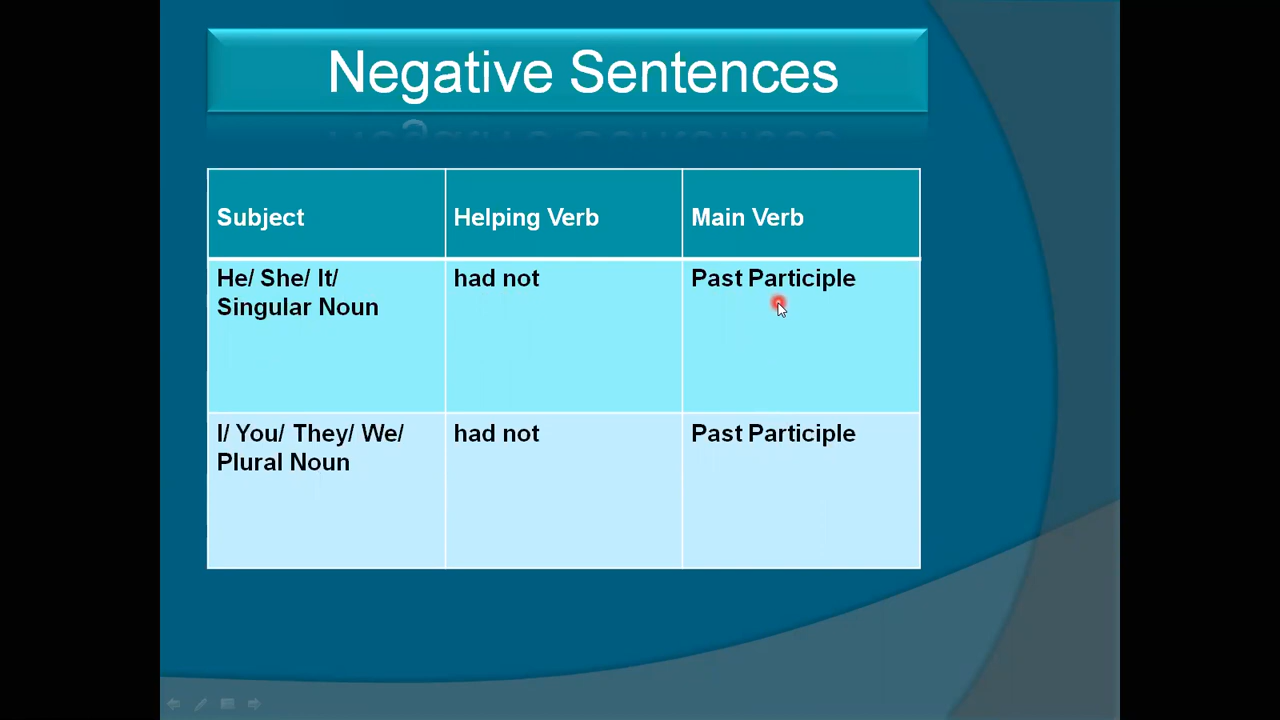 Negative Sentences
Subject
Helping Verb
Main Verb
He/ She/ It/
Singular Noun
had not
Past Participle
I/ You/ They/ We/
Plural Noun
had not
Past Participle